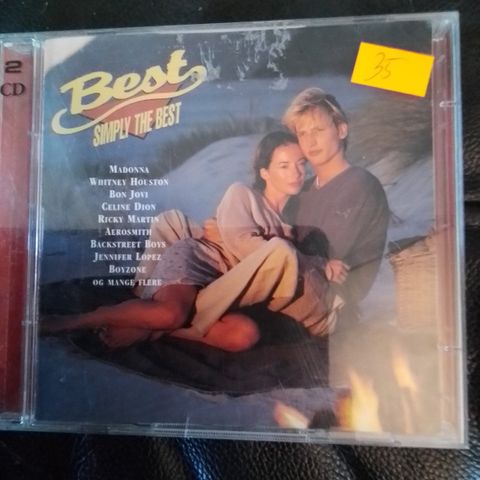 2
CD
Best
SIMPLY THE BEST
35
MADONNA
WHITNEY HOUSTON
BON JOVI
CELINE DION
RICKY MARTIN
AEROSMITH
BACKSTREET BOYS
JENNIFER LOPEZ
BOYZONE
OG MANGE FLERE